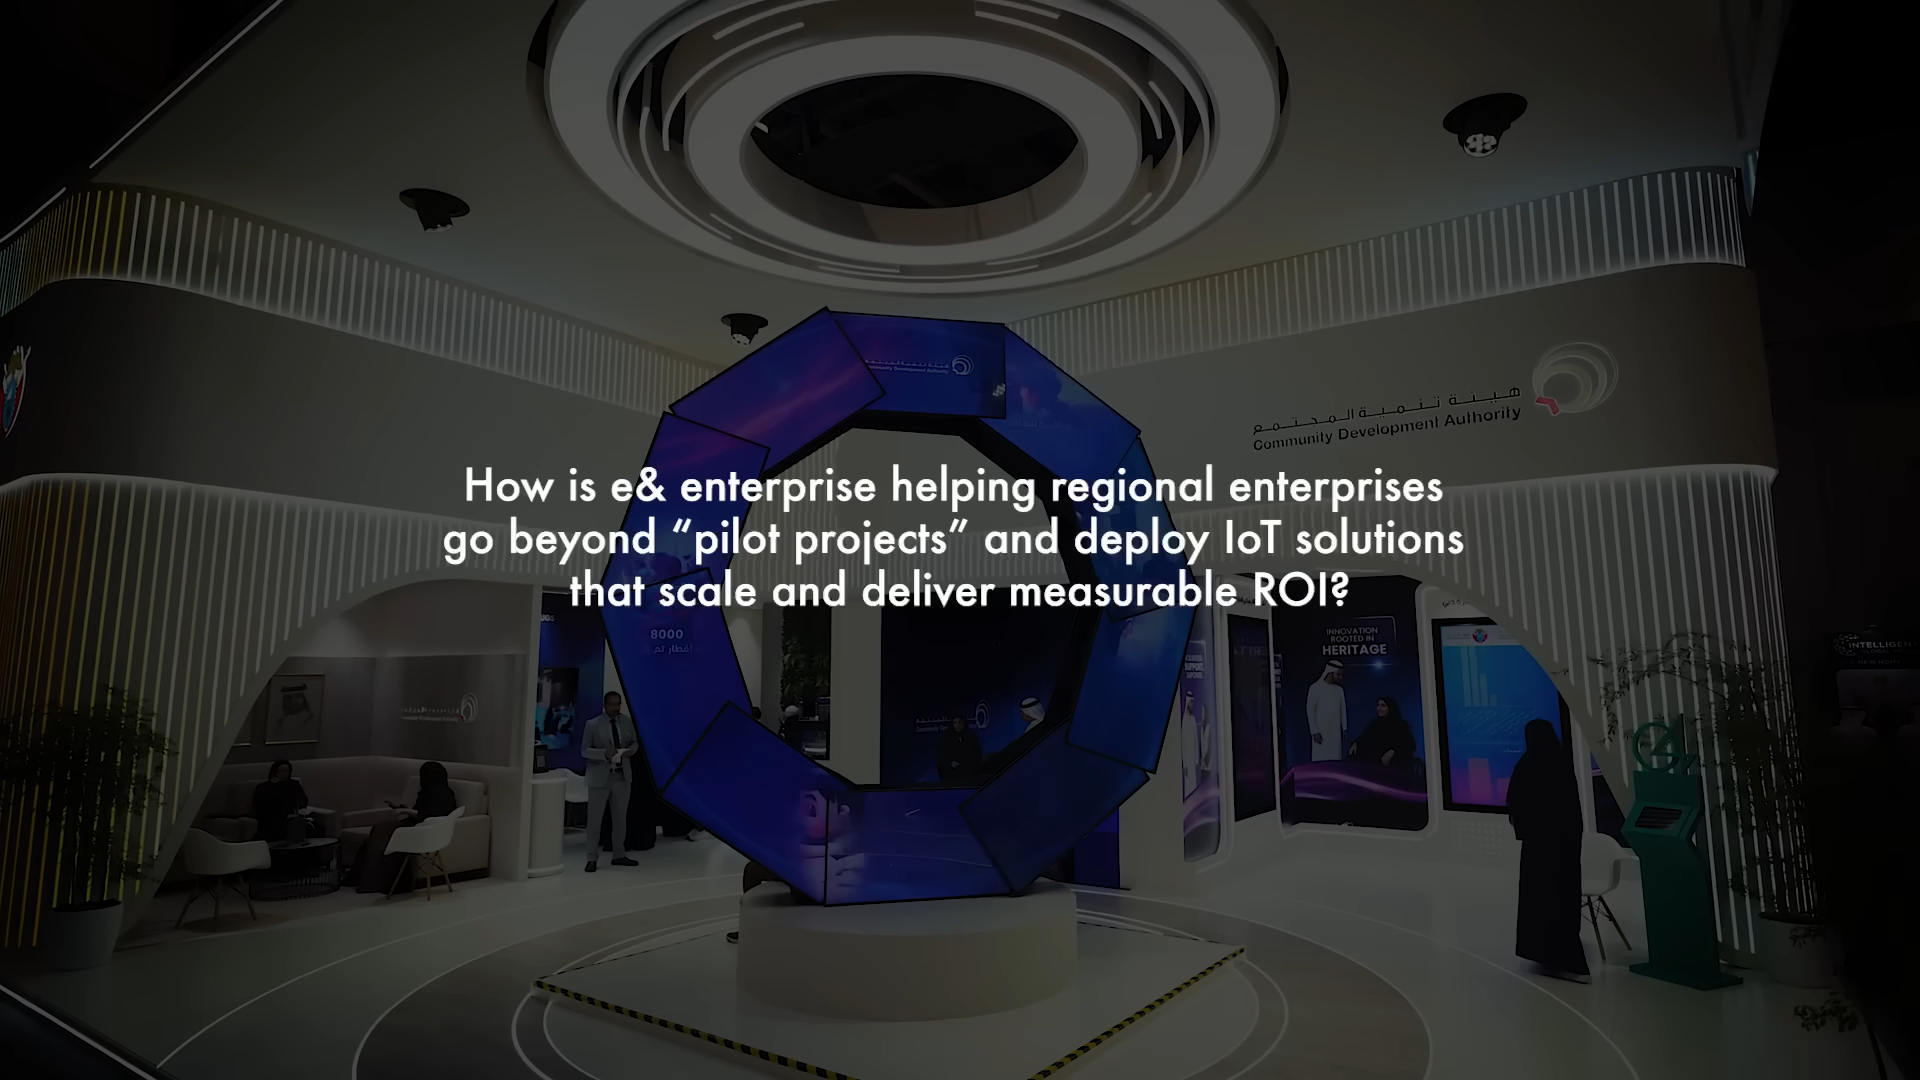 هيئة تنمية المجتمع
Community Development Authority
How is e& enterprise helping regional enterprises
go beyond “pilot projects” and deploy IoT solutions
that scale and deliver measurable ROI?
8000
INNOVATION
ROOTED IN
HERITAGE